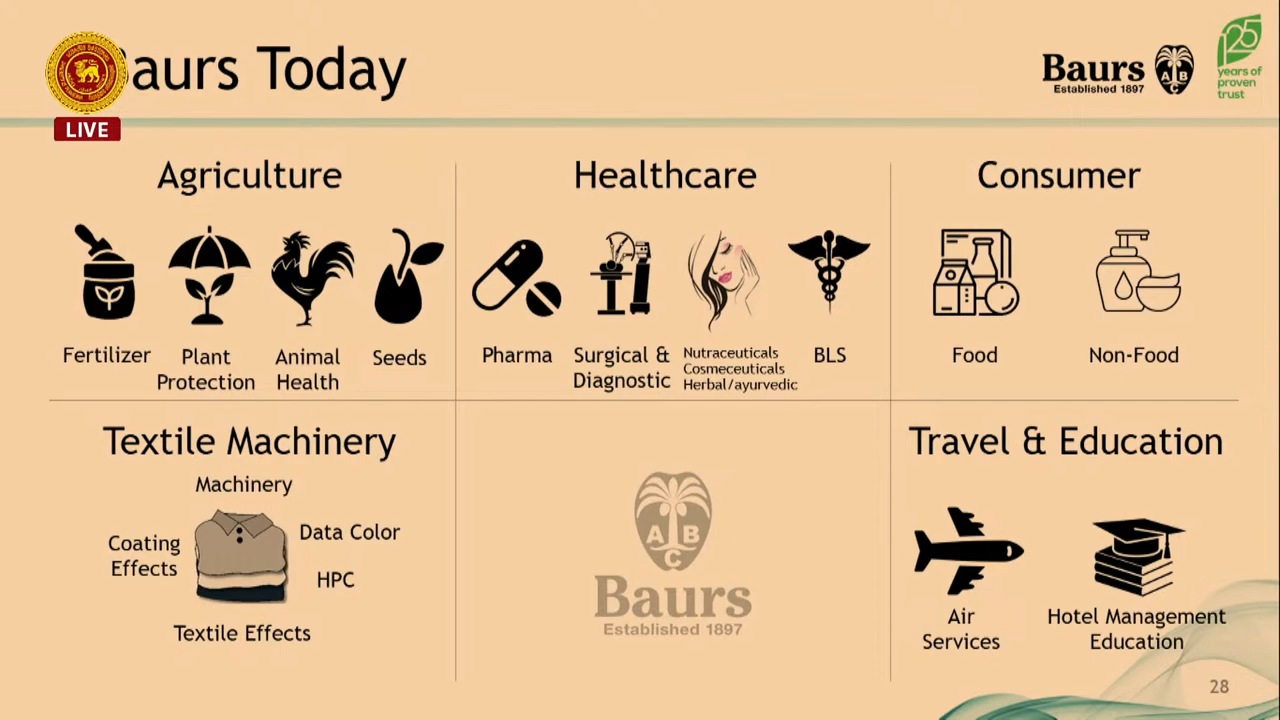 aurs Today
LIVE
Baurs
Established 1897
A B
C
125
years of
proven
trust
Agriculture
Fertilizer
Plant
Protection
Animal
Health
Seeds
Healthcare
Pharma
Surgical &
Diagnostic
Nutraceuticals
Cosmeceuticals
Herbal/ayurvedic
BLS
Consumer
Food
Non-Food
Textile Machinery
Machinery
Coating
Effects
Data Color
HPC
Textile Effects
A B
C
Baurs
Established 1897
Travel & Education
Air
Services
Hotel Management
Education
28